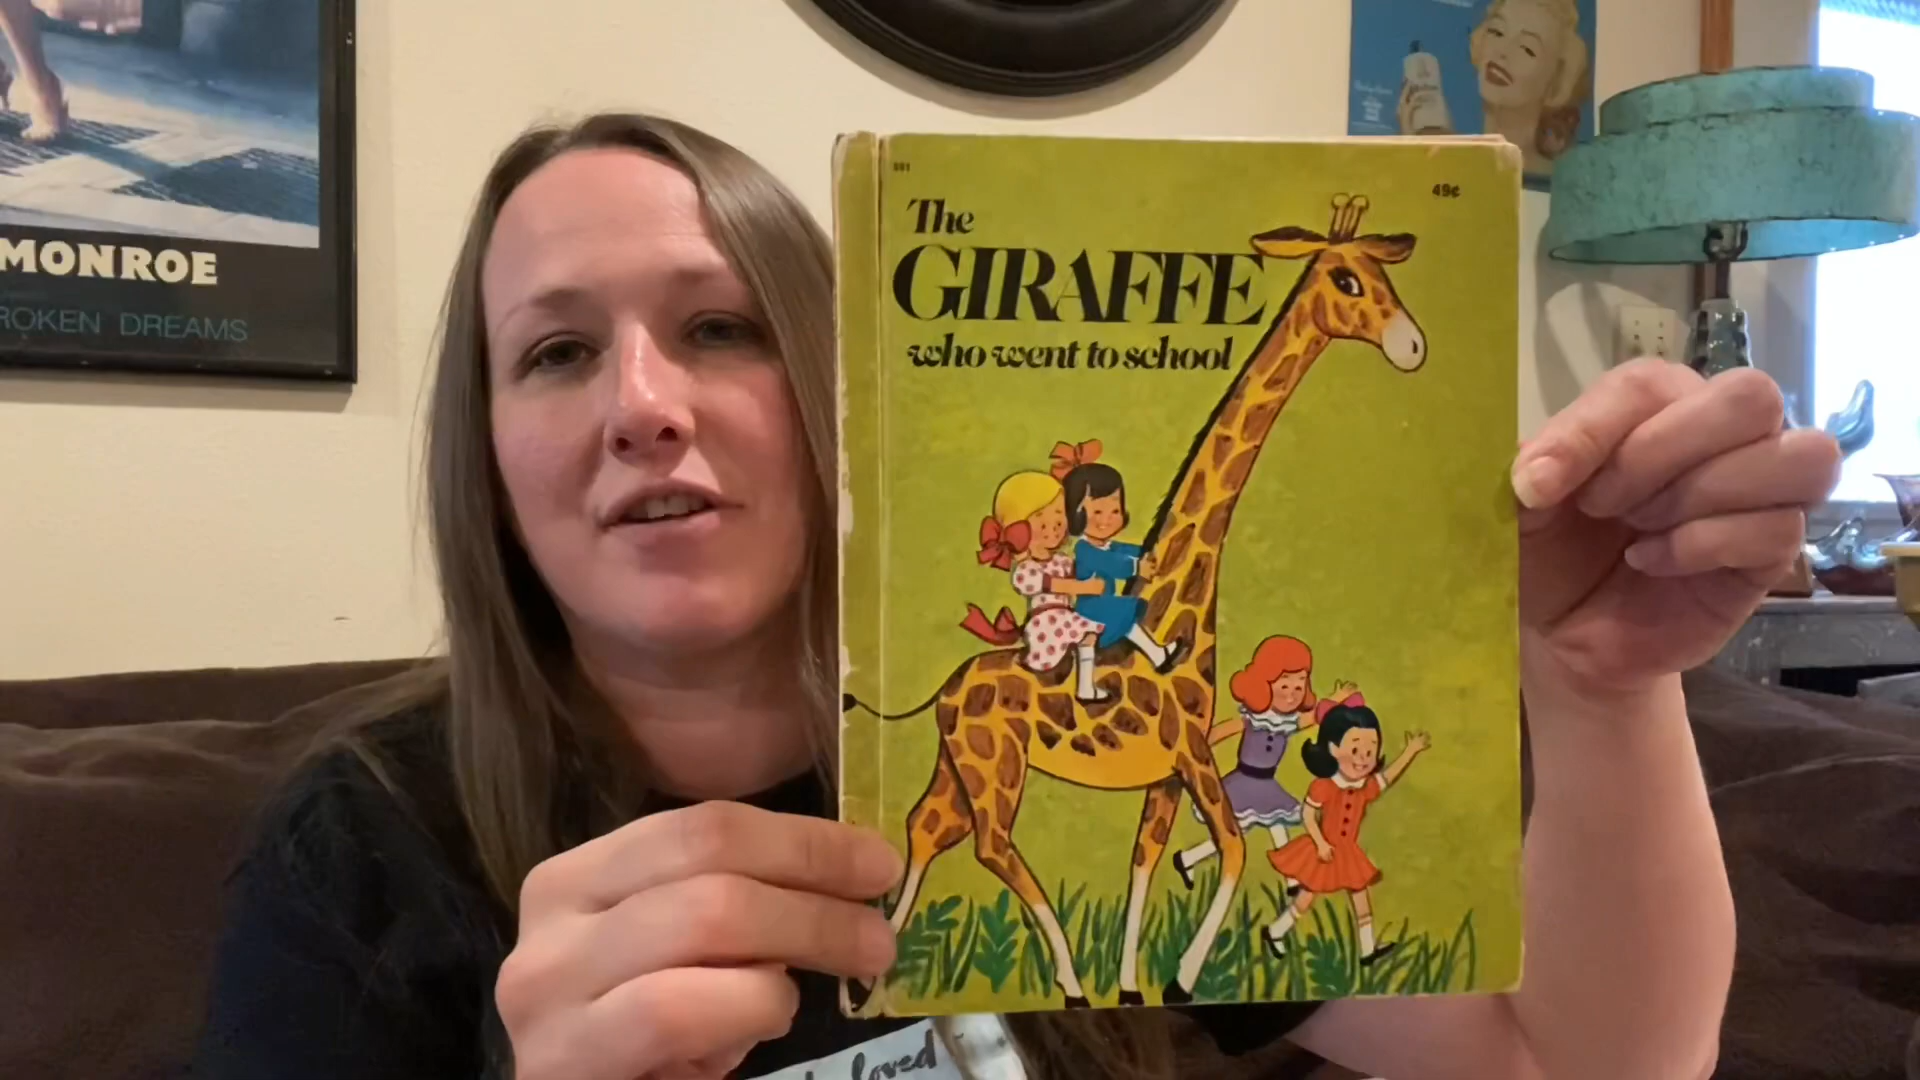 MONROE
ROKEN DREAMS
49¢
The
GIRAFFE
who went to school
loved